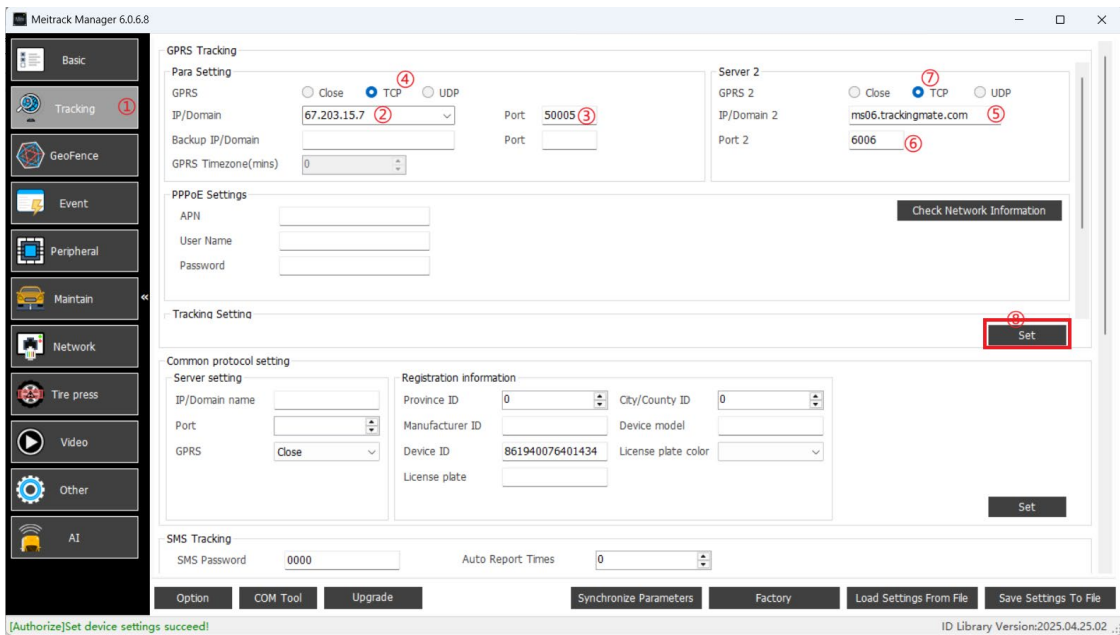 Meitrack Manager 6.0.6.8
Basic
Tracking ①
GeoFence
Event
Peripheral
Maintain
«
Network
Tire press
Video
Other
AI
GPRS Tracking
Para Setting
GPRS Close TCP ④ UDP
IP/Domain 67.203.15.7 ② Port 50005 ③
Backup IP/Domain Port
GPRS Timezone(mins) 0
Server 2
GPRS 2 Close TCP ⑦ UDP
IP/Domain 2 ms06.trackingmate.com ⑤
Port 2 6006 ⑥
PPPoE Settings
APN
User Name
Password
Check Network Information
Tracking Setting
⑧
Set
Common protocol setting
Server setting
IP/Domain name
Port
GPRS Close
Registration information
Province ID 0 City/County ID 0
Manufacturer ID Device model
Device ID 861940076401434 License plate color
License plate
Set
SMS Tracking
SMS Password 0000 Auto Report Times 0
Option COM Tool Upgrade Synchronize Parameters Factory Load Settings From File Save Settings To File
[Authorize]Set device settings succeed! ID Library Version:2025.04.25.02